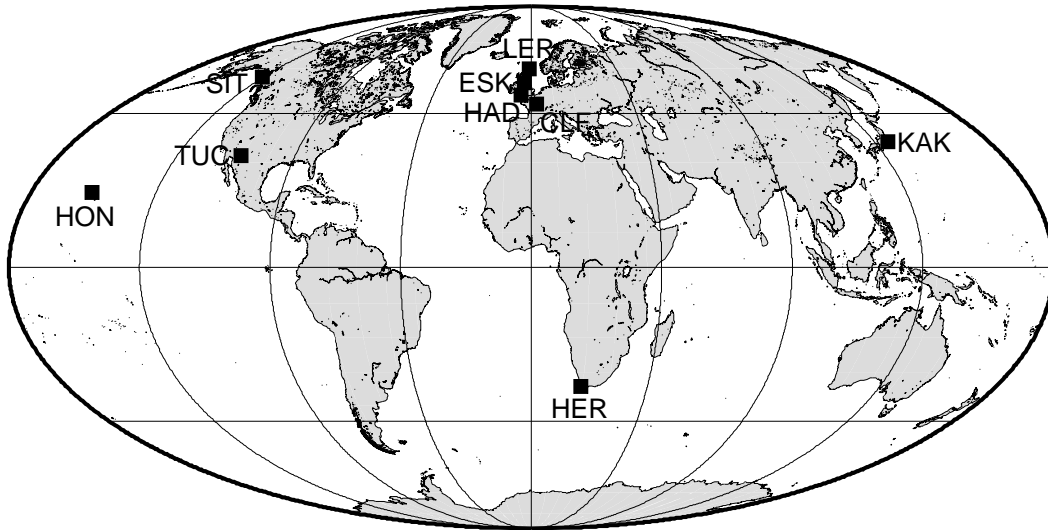 LER
SIT
ESK
HAD
CLF
TUC
KAK
HON
HER